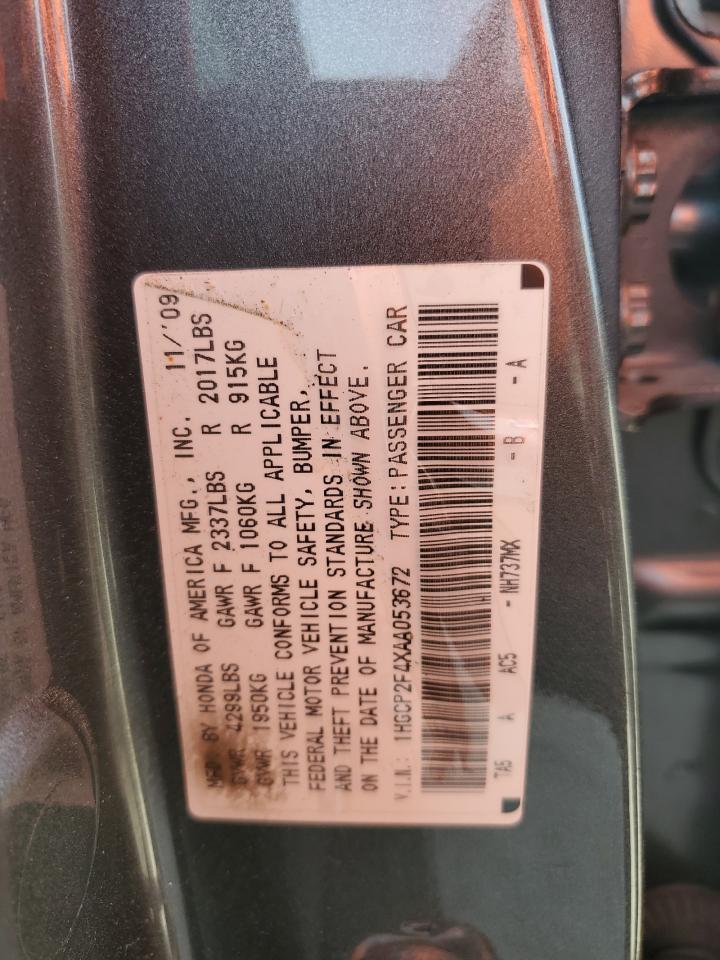 MFD. BY HONDA OF AMERICA MFG., INC. 11/'09
GVWR 4299LBS GAWR F 2337LBS R 2017LBS
GVWR 1950KG GAWR F 1060KG R 915KG
THIS VEHICLE CONFORMS TO ALL APPLICABLE
FEDERAL MOTOR VEHICLE SAFETY, BUMPER,
AND THEFT PREVENTION STANDARDS IN EFFECT
ON THE DATE OF MANUFACTURE SHOWN ABOVE.
V.I.N.: 1HGCP2F4XAA053672 TYPE: PASSENGER CAR
TA5 A AC5 - NH737MX - B - A